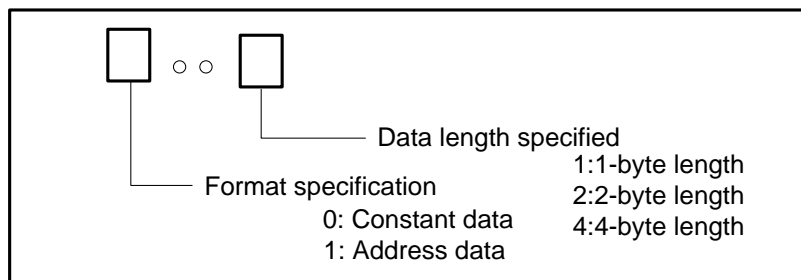 ○ ○
Data length specified
1:1-byte length
2:2-byte length
4:4-byte length
Format specification
0: Constant data
1: Address data